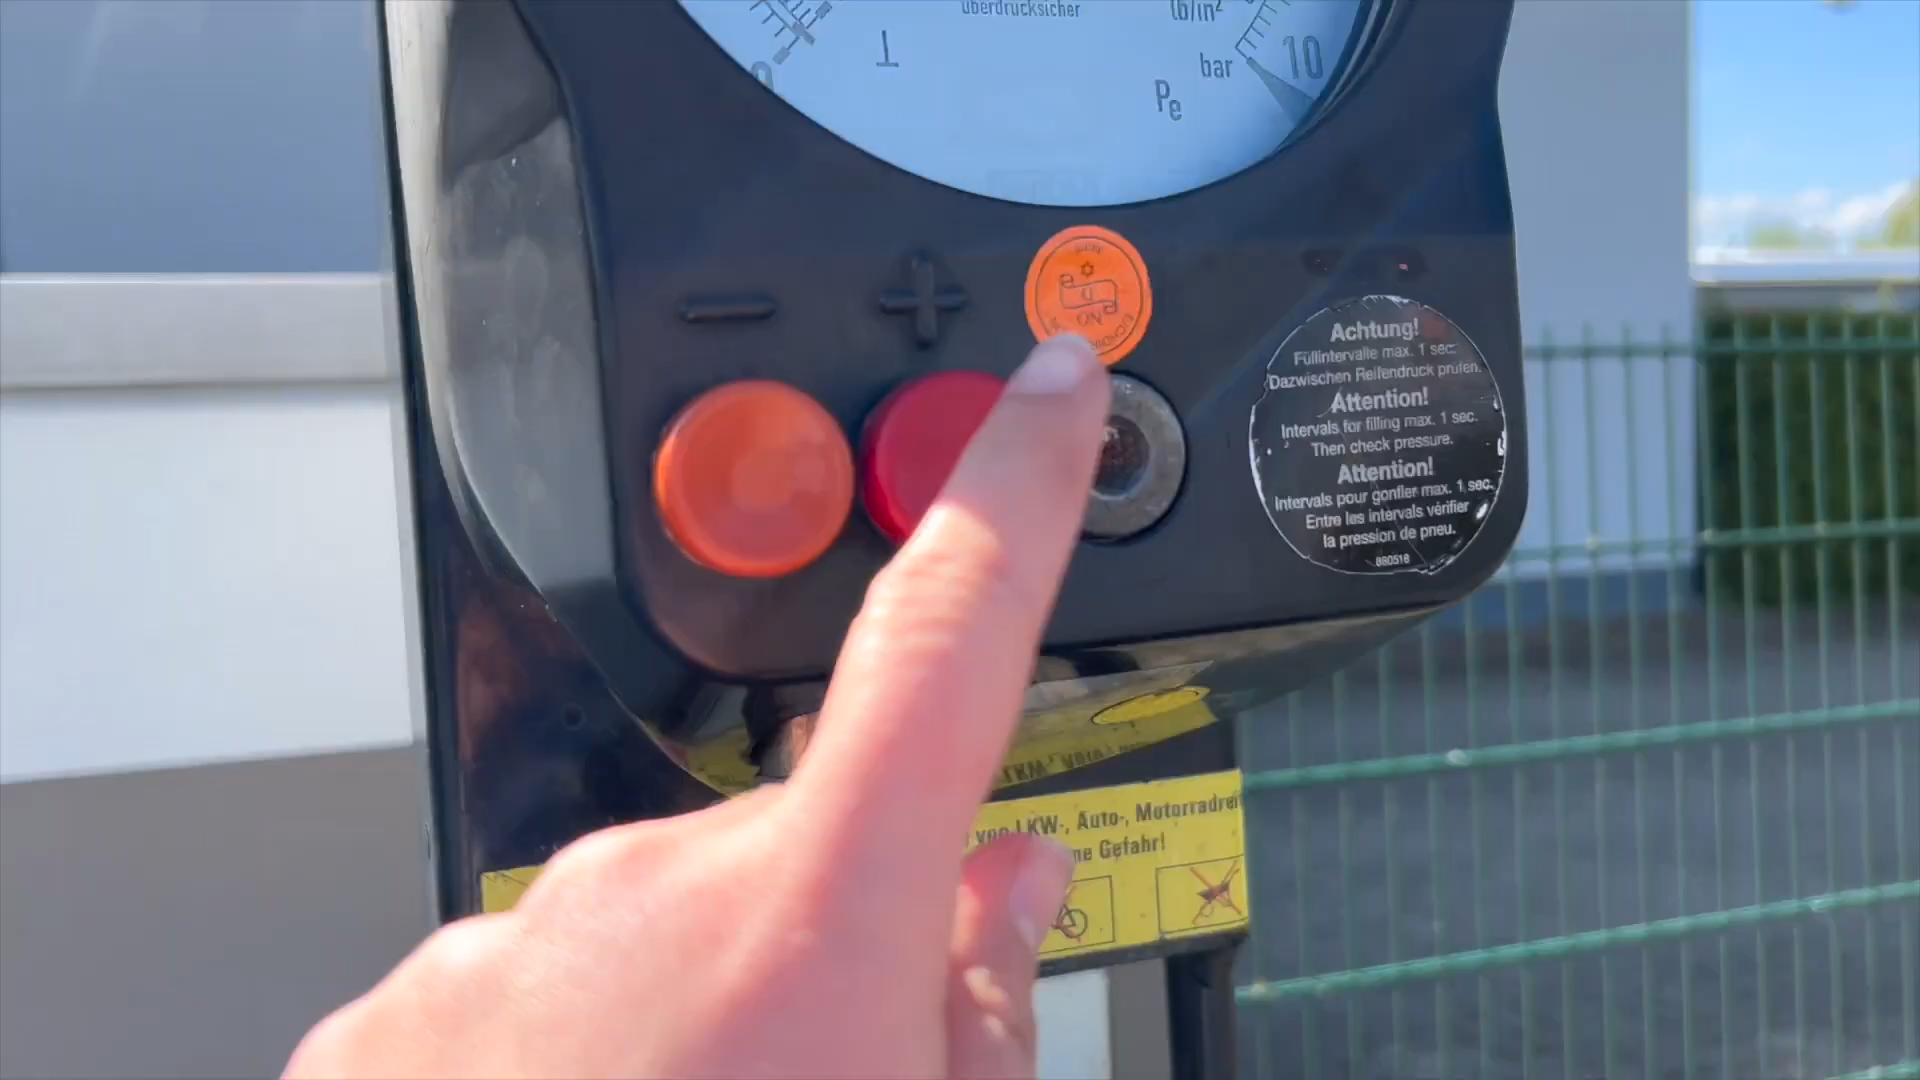 überdrucksicher
lb/in²
0
⊥
bar
10
Pe
−
+
Achtung!
Füllintervalle max. 1 sec.
Dazwischen Reifendruck prüfen.
Attention!
Intervals for filling max. 1 sec.
Then check pressure.
Attention!
Intervals pour gonfler max. 1 sec.
Entre les intervals vérifier
la pression de pneu.
880518
von LKW-, Auto-, Motorradrei
ne Gefahr!